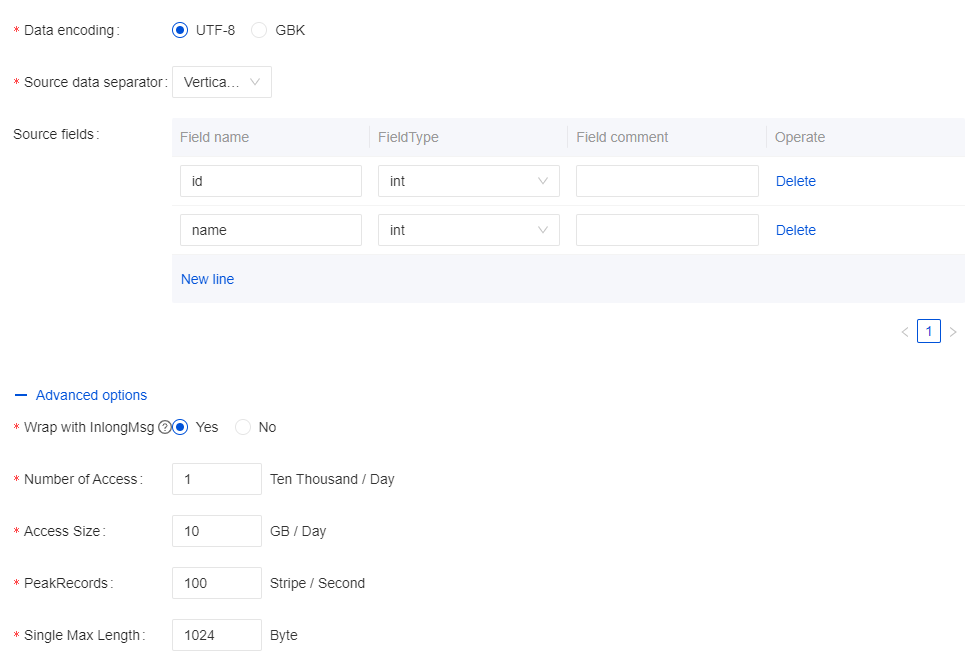 * Data encoding: UTF-8 GBK
* Source data separator: Vertica...
Source fields:
Field name FieldType Field comment Operate
id int Delete
name int Delete
New line
< 1 >
Advanced options
* Wrap with InlongMsg ? Yes No
* Number of Access: 1 Ten Thousand / Day
* Access Size: 10 GB / Day
* PeakRecords: 100 Stripe / Second
* Single Max Length: 1024 Byte